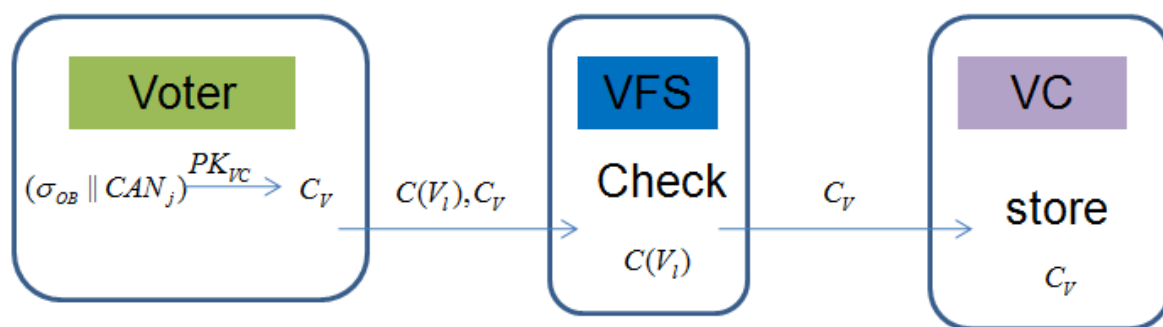 Voter
(σ_OB || CAN_j) PK_VC C_V
C(V_l), C_V
VFS
Check
C(V_l)
C_V
VC
store
C_V